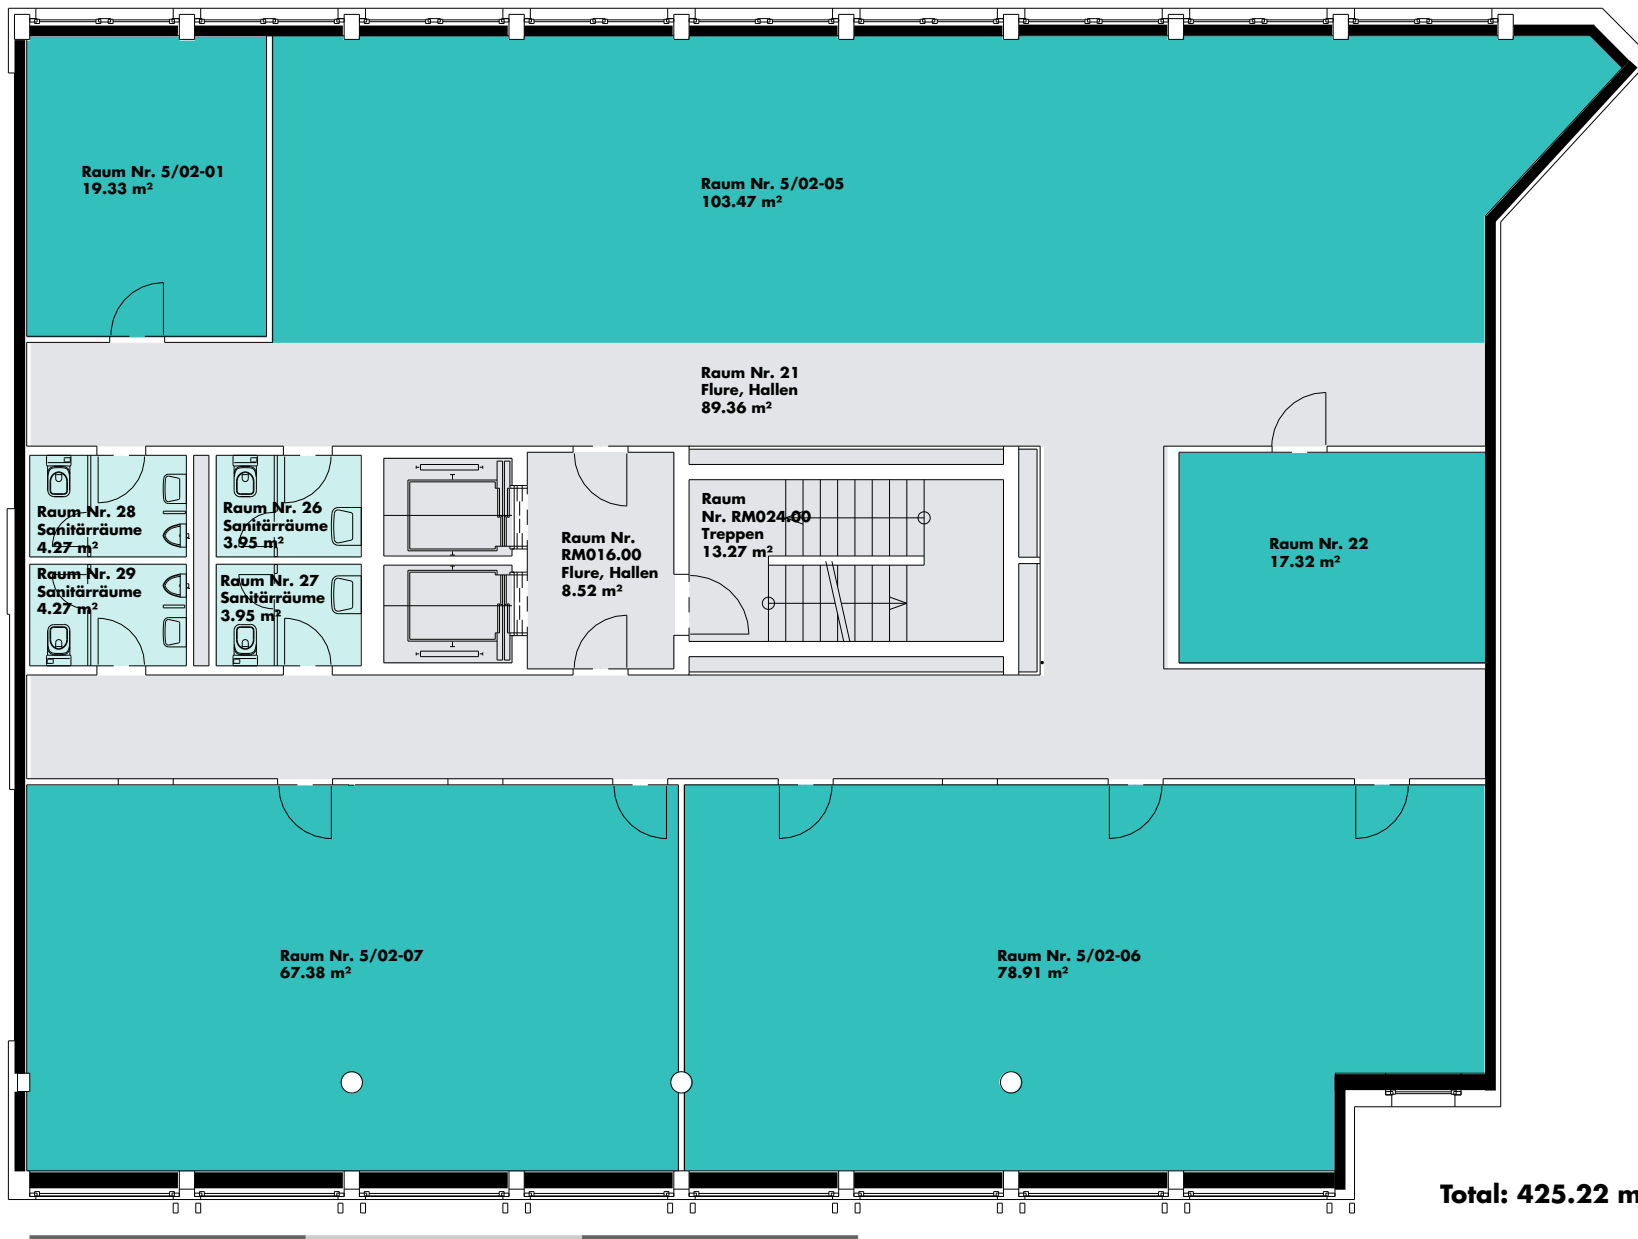 Raum Nr. 5/02-01
19.33 m²
Raum Nr. 5/02-05
103.47 m²
Raum Nr. 21
Flure, Hallen
89.36 m²
Raum Nr. 28
Sanitärräume
4.27 m²
Raum Nr. 26
Sanitärräume
3.95 m²
Raum Nr. 29
Sanitärräume
4.27 m²
Raum Nr. 27
Sanitärräume
3.95 m²
Raum Nr.
RM016.00
Flure, Hallen
8.52 m²
Raum
Nr. RM024.00
Treppen
13.27 m²
Raum Nr. 22
17.32 m²
Raum Nr. 5/02-07
67.38 m²
Raum Nr. 5/02-06
78.91 m²
Total: 425.22 m